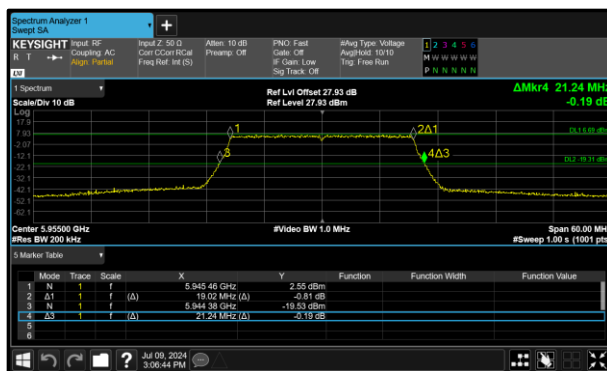 Spectrum Analyzer 1
Swept SA
+
KEYSIGHT Input: RF Input Z: 50 Ω Atten: 10 dB PNO: Fast #Avg Type: Voltage 1 2 3 4 5 6
R T Coupling: AC Corr CCorr RCal Preamp: Off Gate: Off Avg|Hold: 10/10 M W W W W W
Align: Partial Freq Ref: Int (S) IF Gain: Low Trig: Free Run
Sig Track: Off P N N N N N
LXI
1 Spectrum Ref Lvl Offset 27.93 dB ΔMkr4 21.24 MHz
Scale/Div 10 dB Ref Level 27.93 dBm -0.19 dB
Log
17.9
7.93 1 2Δ1 DL1 6.69 dBm
-2.07
-12.1 3 4Δ3 DL2 -19.31 dBm
-22.1
-32.1
-42.1
-52.1
-62.1
Center 5.95500 GHz #Video BW 1.0 MHz Span 60.00 MHz
#Res BW 200 kHz #Sweep 1.00 s (1001 pts)
5 Marker Table
Mode Trace Scale X Y Function Function Width Function Value
1 N 1 f 5.945 46 GHz 2.55 dBm
2 Δ1 1 f (Δ) 19.02 MHz (Δ) -0.81 dB
3 N 1 f 5.944 38 GHz -19.53 dBm
4 Δ3 1 f (Δ) 21.24 MHz (Δ) -0.19 dB
5
6
? Jul 09, 2024
3:06:44 PM